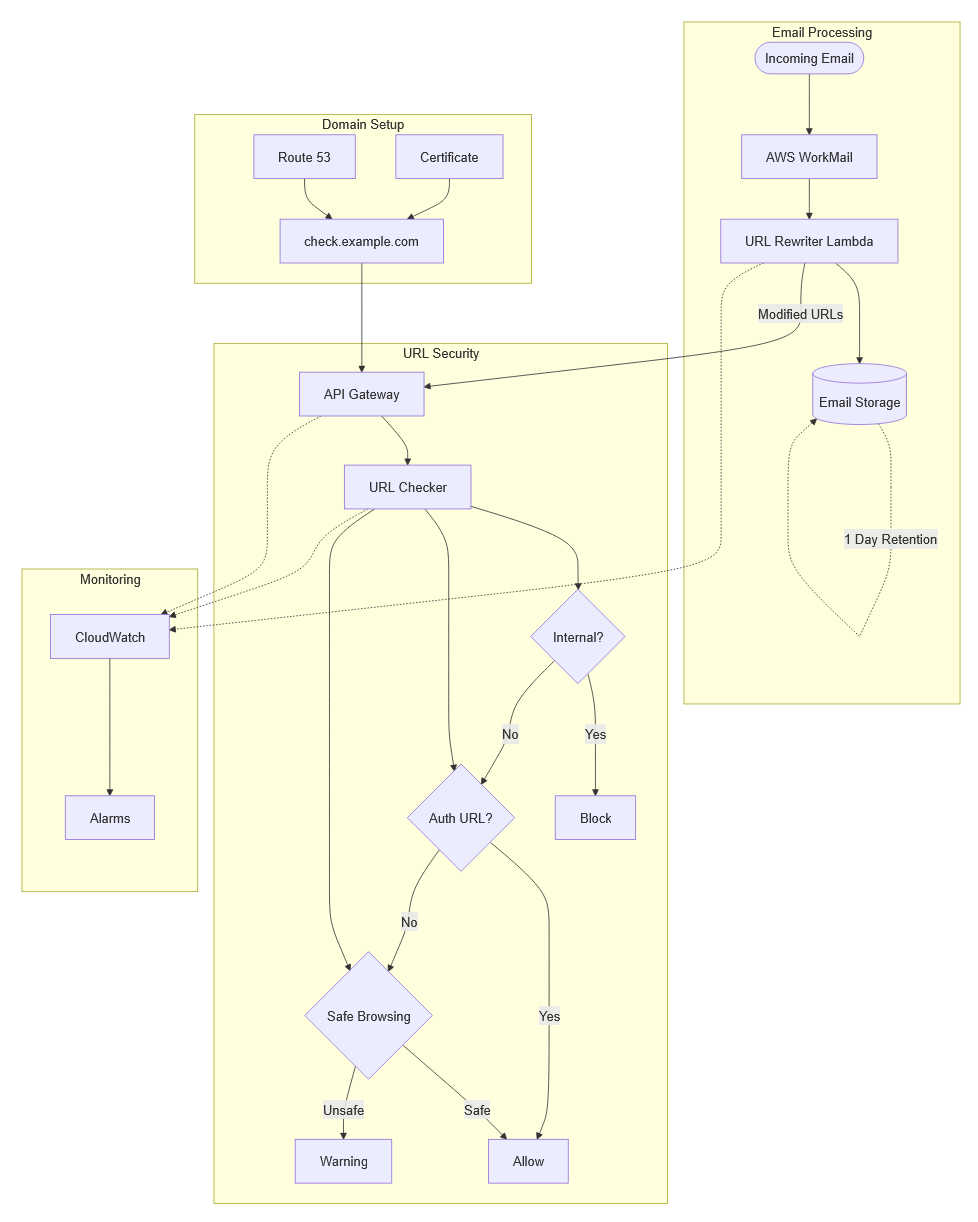 Email Processing
Incoming Email
AWS WorkMail
URL Rewriter Lambda
Modified URLs
Email Storage
1 Day Retention
Domain Setup
Route 53
Certificate
check.example.com
URL Security
API Gateway
URL Checker
Internal?
No
Yes
Auth URL?
Block
No
Yes
Safe Browsing
Unsafe
Safe
Warning
Allow
Monitoring
CloudWatch
Alarms